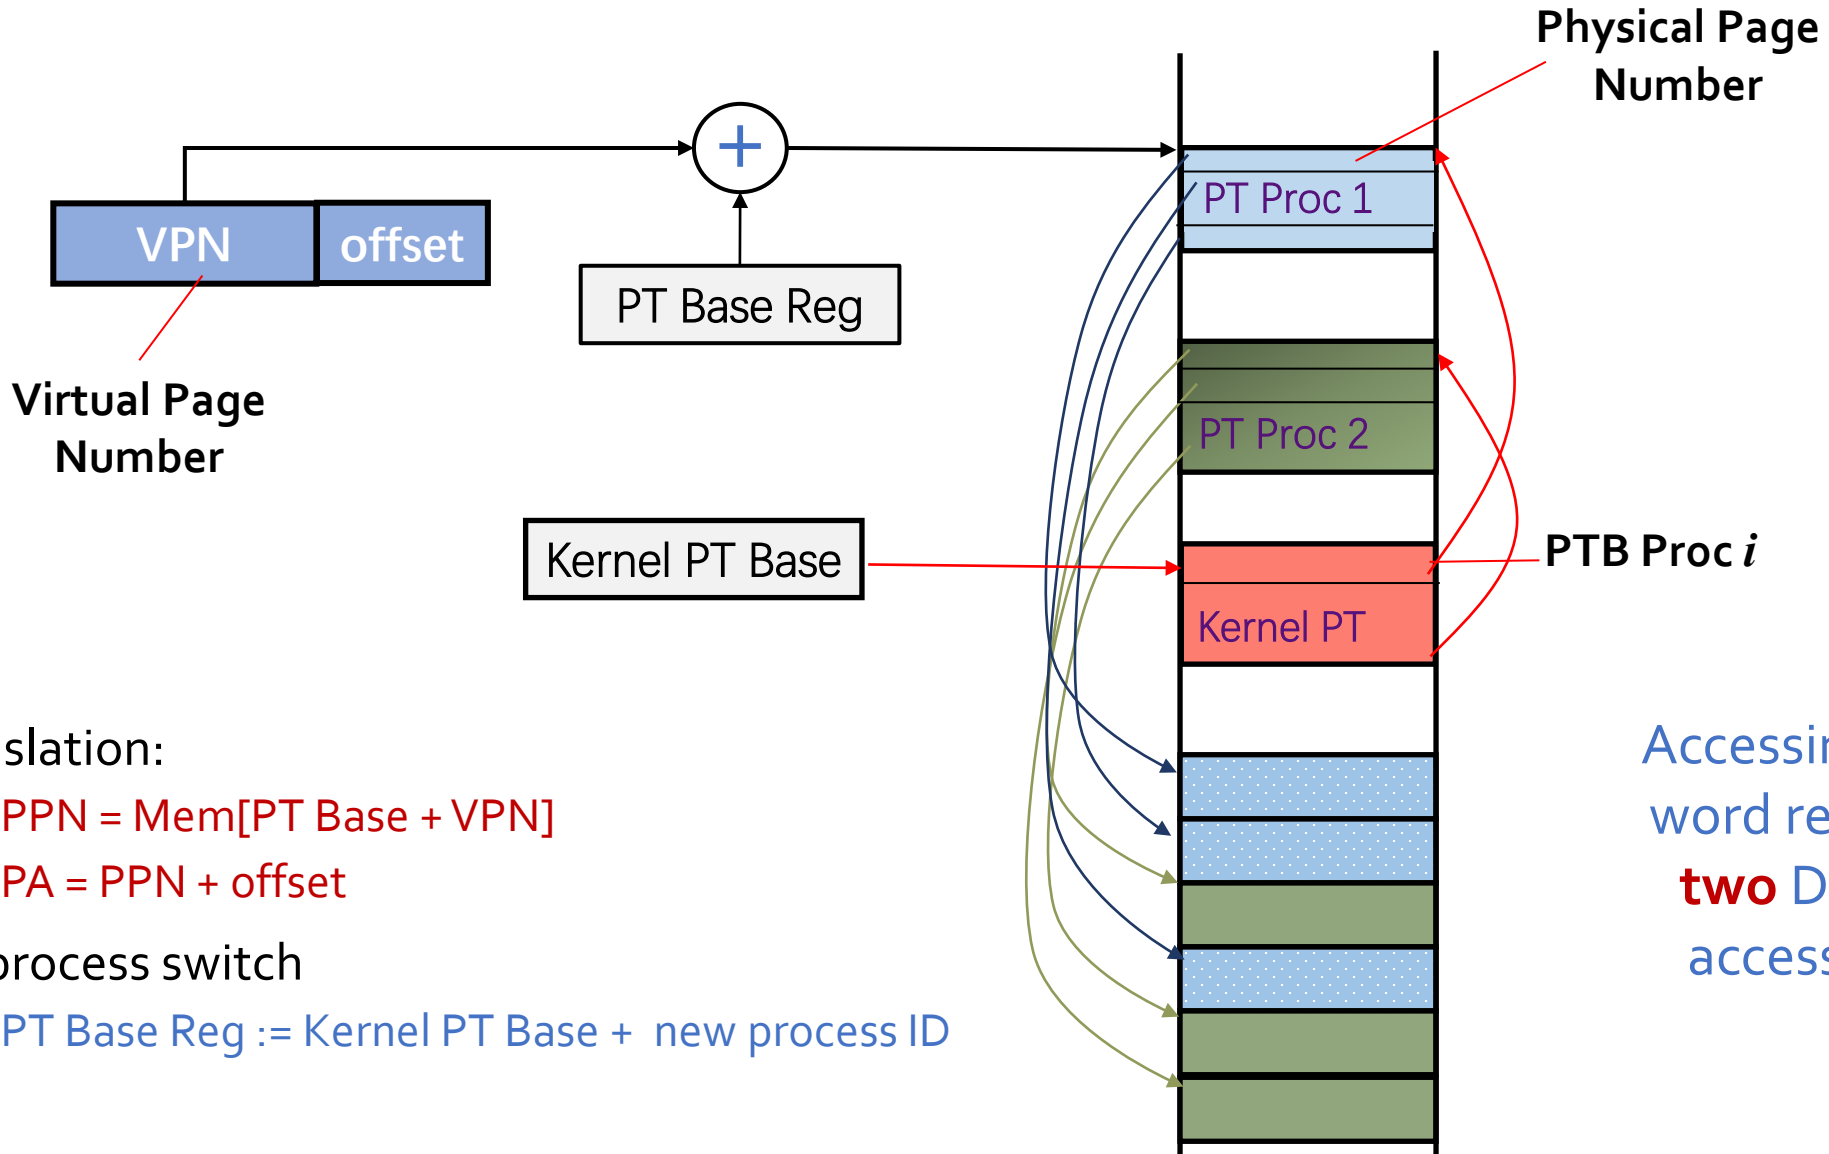 Physical Page
Number
+
PT Proc 1
VPN
offset
PT Base Reg
Virtual Page
Number
PT Proc 2
Kernel PT Base
PTB Proc i
Kernel PT
slation:
PPN = Mem[PT Base + VPN]
PA = PPN + offset
process switch
PT Base Reg := Kernel PT Base + new process ID
Accessin
word re
two D
access